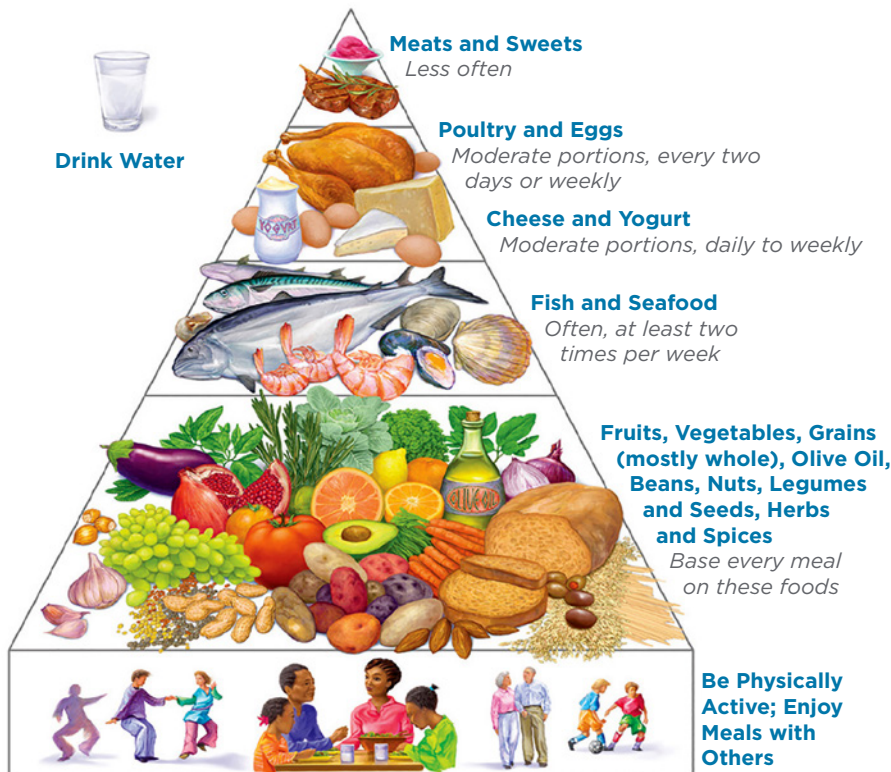 Meats and Sweets
Less often
Drink Water
Poultry and Eggs
Moderate portions, every two
days or weekly
YOGURT
Cheese and Yogurt
Moderate portions, daily to weekly
Fish and Seafood
Often, at least two
times per week
Fruits, Vegetables, Grains
(mostly whole), Olive Oil,
Beans, Nuts, Legumes
and Seeds, Herbs
and Spices
Base every meal
on these foods
OLIVE OIL
Be Physically
Active; Enjoy
Meals with
Others